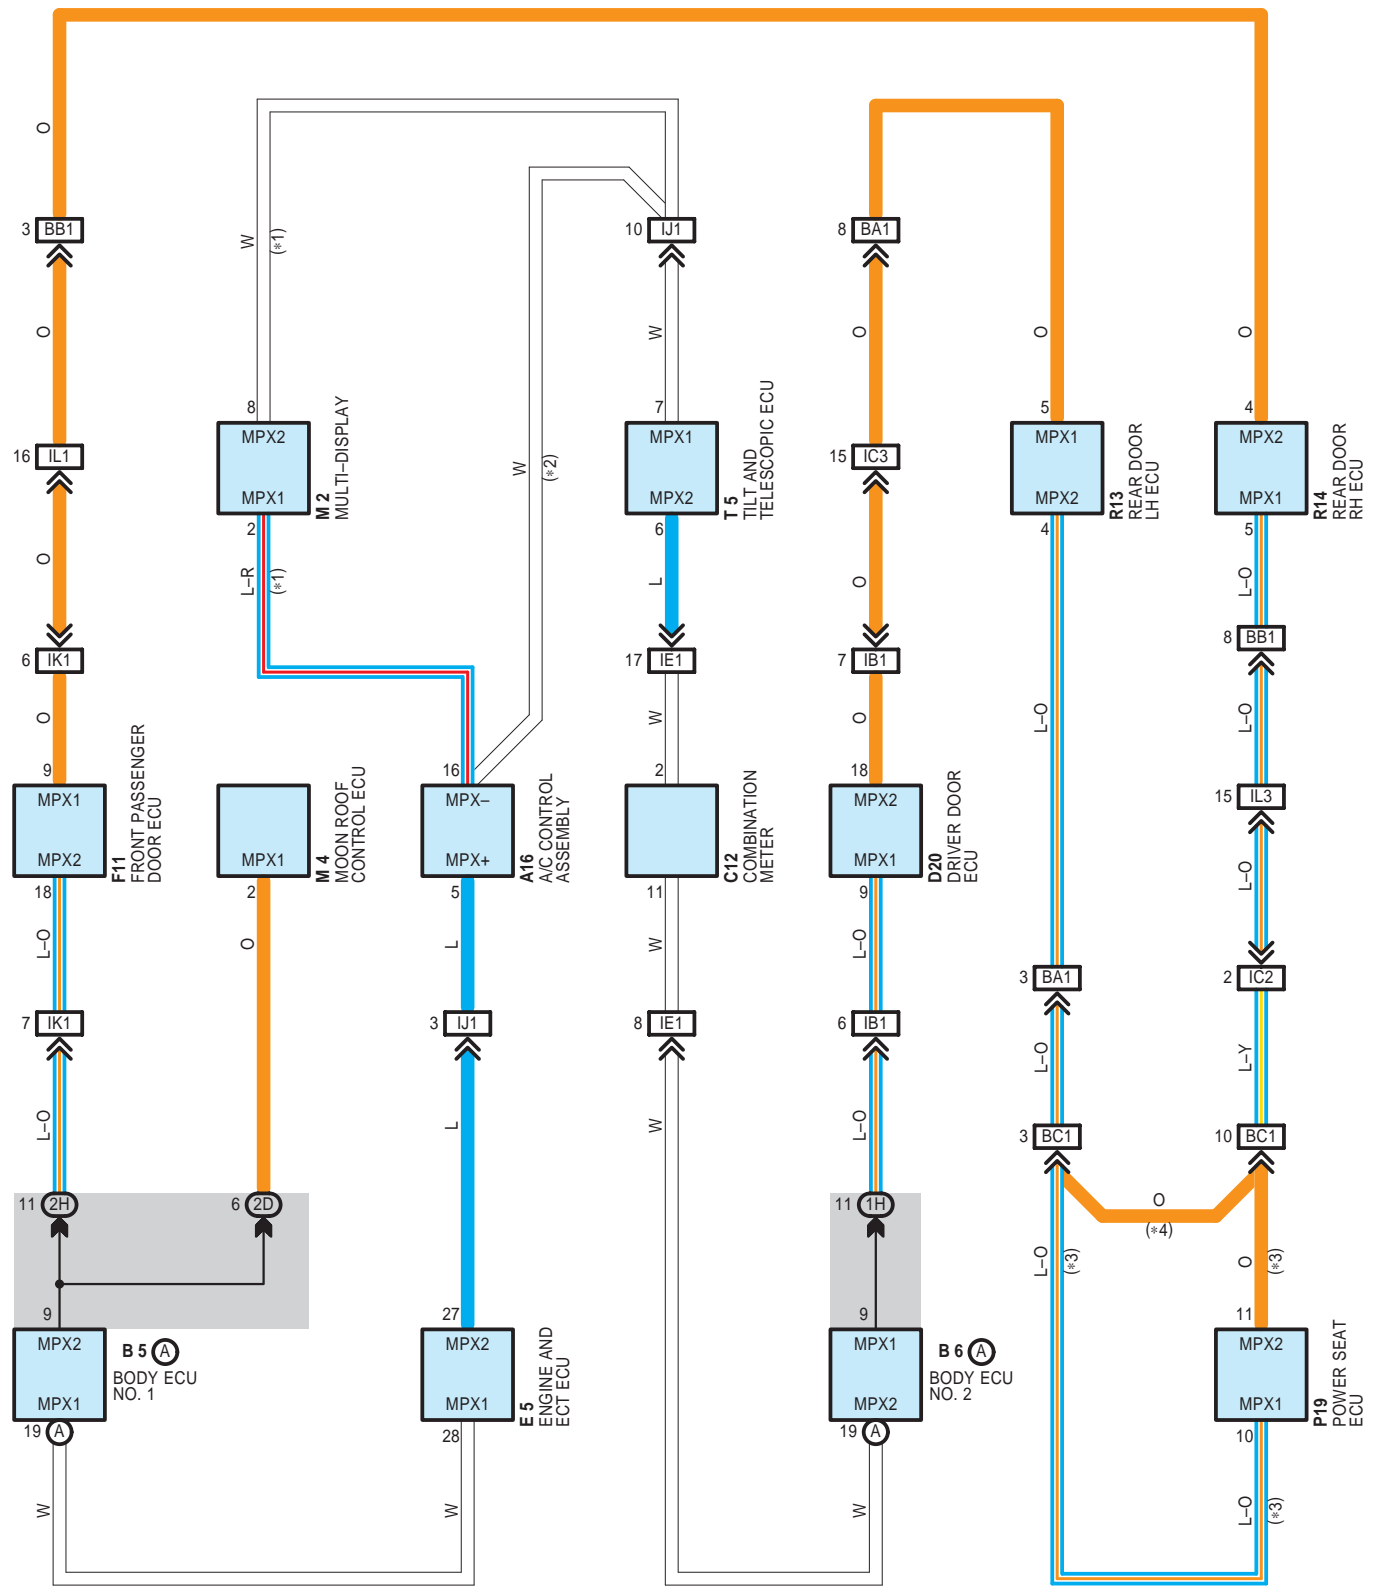 O
W
(∗1)
3 BB1
10 IJ1
8 BA1
O
W
O
O
O
8
7
5
4
MPX2
MPX1
M 2
MULTI–DISPLAY
W
(∗2)
MPX1
MPX2
T 5
TILT AND
TELESCOPIC ECU
MPX1
MPX2
R13
REAR DOOR
LH ECU
MPX2
MPX1
R14
REAR DOOR
RH ECU
16 IL1
15 IC3
2
6
4
5
O
L–R
(∗1)
L
O
L–O
6 IK1
17 IE1
7 IB1
8 BB1
O
W
O
L–O
L–O
9
16
2
18
MPX1
MPX2
F11
FRONT PASSENGER
DOOR ECU
MPX1
M 4
MOON ROOF
CONTROL ECU
MPX–
MPX+
A16
A/C CONTROL
ASSEMBLY
C12
COMBINATION
METER
MPX2
MPX1
D20
DRIVER DOOR
ECU
15 IL3
18
2
5
11
9
L–O
O
L
W
L–O
L–O
3 BA1
2 IC2
7 IK1
3 IJ1
8 IE1
6 IB1
L–O
L–Y
L–O
L
W
L–O
3 BC1
10 BC1
11 2H
6 2D
11 1H
O
(∗4)
L–O
(∗3)
O
(∗3)
9
27
9
11
MPX2
MPX1
B 5 A
BODY ECU
NO. 1
MPX2
MPX1
E 5
ENGINE AND
ECT ECU
MPX1
MPX2
B 6 A
BODY ECU
NO. 2
MPX2
MPX1
P19
POWER SEAT
ECU
19 A
28
19 A
10
W
W
W
L–O
(∗3)